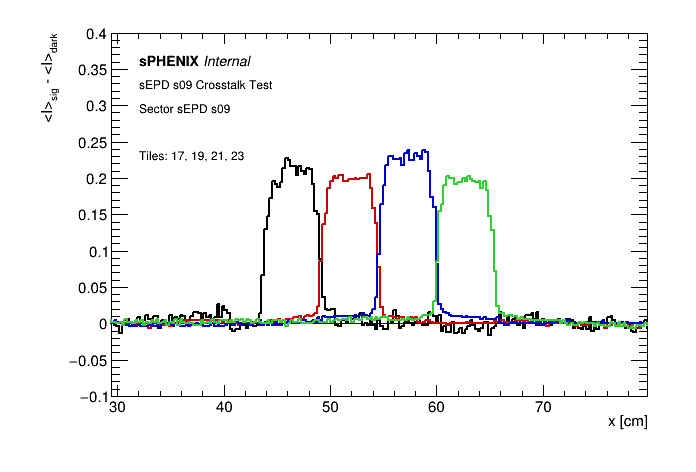 <I>sig - <I>dark
0.4
0.35
0.3
0.25
0.2
0.15
0.1
0.05
0
−0.05
−0.1
sPHENIX Internal
sEPD s09 Crosstalk Test
Sector sEPD s09
Tiles: 17, 19, 21, 23
30 40 50 60 70
x [cm]